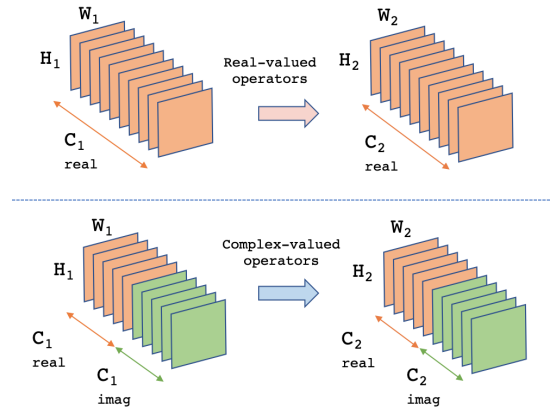 W1
H1
C1
real
Real-valued
operators
W2
H2
C2
real
W1
H1
C1
real
C1
imag
Complex-valued
operators
W2
H2
C2
real
C2
imag